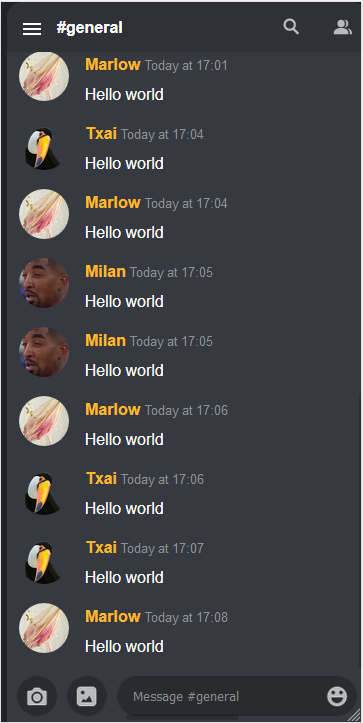 #general
Marlow Today at 17:01
Hello world
Txai Today at 17:04
Hello world
Marlow Today at 17:04
Hello world
Milan Today at 17:05
Hello world
Milan Today at 17:05
Hello world
Marlow Today at 17:06
Hello world
Txai Today at 17:06
Hello world
Txai Today at 17:07
Hello world
Marlow Today at 17:08
Hello world
Message #general